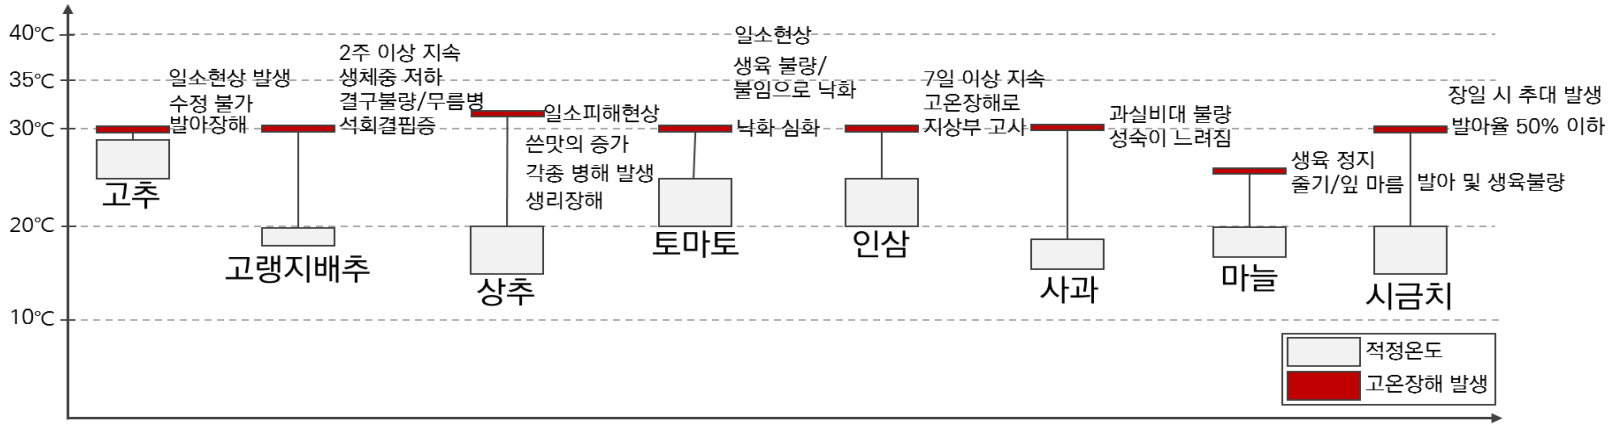 40℃
35℃
30℃
20℃
10℃
일소현상 발생
수정 불가
발아장해
고추
2주 이상 지속
생체중 저하
결구불량/무름병
석회결핍증
고랭지배추
일소피해현상
쓴맛의 증가
각종 병해 발생
생리장해
상추
일소현상
생육 불량/
불임으로 낙화
낙화 심화
토마토
7일 이상 지속
고온장해로
지상부 고사
인삼
과실비대 불량
성숙이 느려짐
사과
생육 정지
줄기/잎 마름
마늘
장일 시 추대 발생
발아율 50% 이하
발아 및 생육불량
시금치
적정온도
고온장해 발생